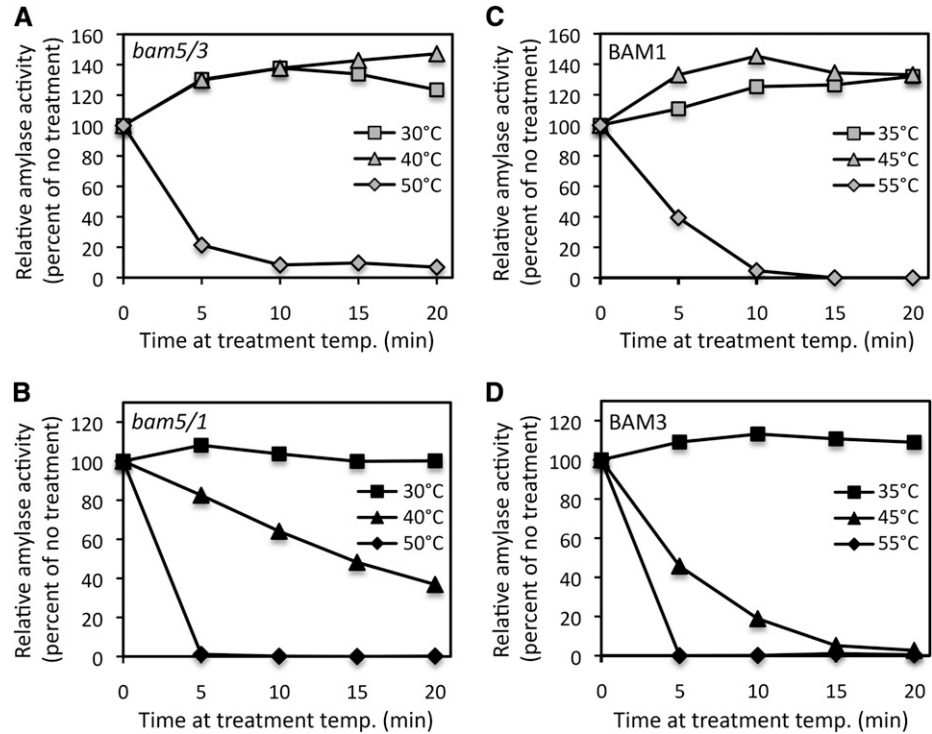 A
bam5/3
Relative amylase activity
(percent of no treatment)
160
140
120
100
80
60
40
20
0
30°C
40°C
50°C
0 5 10 15 20
Time at treatment temp. (min)
C
BAM1
Relative amylase activity
(percent of no treatment)
160
140
120
100
80
60
40
20
0
35°C
45°C
55°C
0 5 10 15 20
Time at treatment temp. (min)
B
bam5/1
Relative amylase activity
(percent of no treatment)
120
100
80
60
40
20
0
30°C
40°C
50°C
0 5 10 15 20
Time at treatment temp. (min)
D
BAM3
Relative amylase activity
(percent of no treatment)
120
100
80
60
40
20
0
35°C
45°C
55°C
0 5 10 15 20
Time at treatment temp. (min)